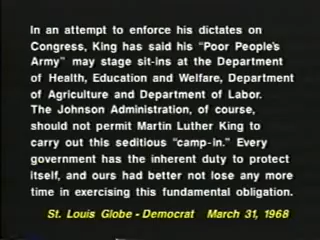 In an attempt to enforce his dictates on
Congress, King has said his "Poor People's
Army" may stage sit-ins at the Department
of Health, Education and Welfare, Department
of Agriculture and Department of Labor.
The Johnson Administration, of course,
should not permit Martin Luther King to
carry out this seditious "camp-in." Every
government has the inherent duty to protect
itself, and ours had better not lose any more
time in exercising this fundamental obligation.
St. Louis Globe - Democrat March 31, 1968